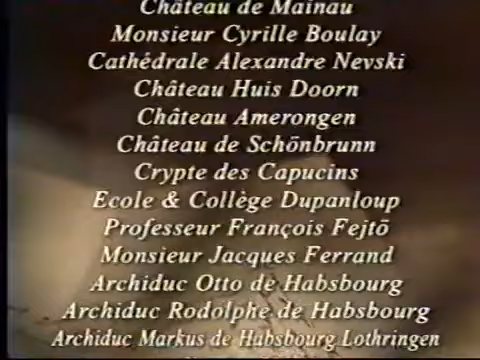 Château de Mainau
Monsieur Cyrille Boulay
Cathédrale Alexandre Nevski
Château Huis Doorn
Château Amerongen
Château de Schönbrunn
Crypte des Capucins
Ecole & Collège Dupanloup
Professeur François Fejtö
Monsieur Jacques Ferrand
Archiduc Otto de Habsbourg
Archiduc Rodolphe de Habsbourg
Archiduc Markus de Habsbourg Lothringen